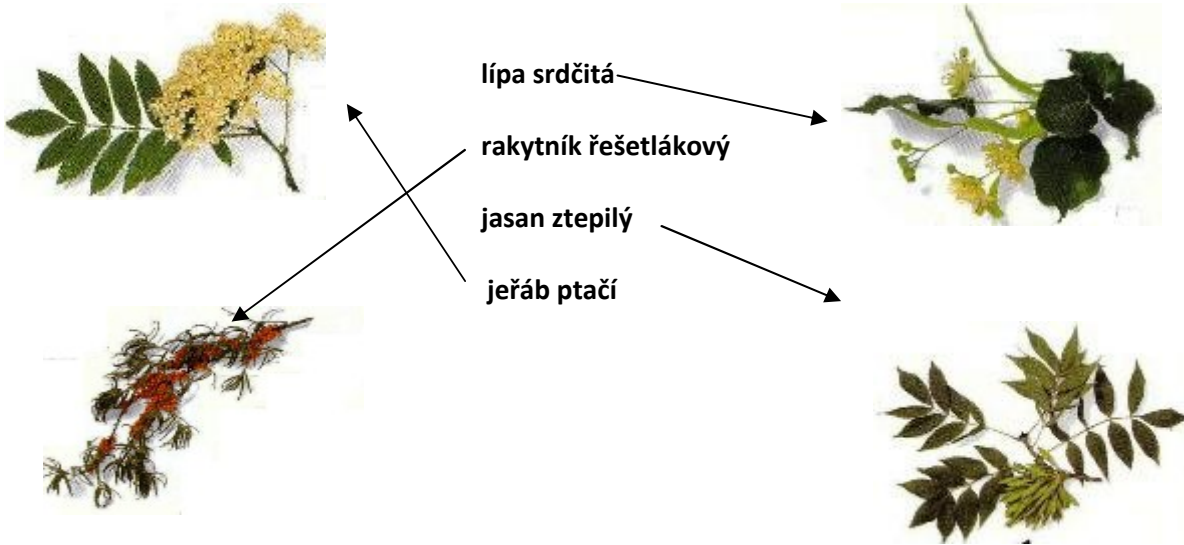 lípa srdčitá
rakytník řešetlákový
jasan ztepilý
jeřáb ptačí